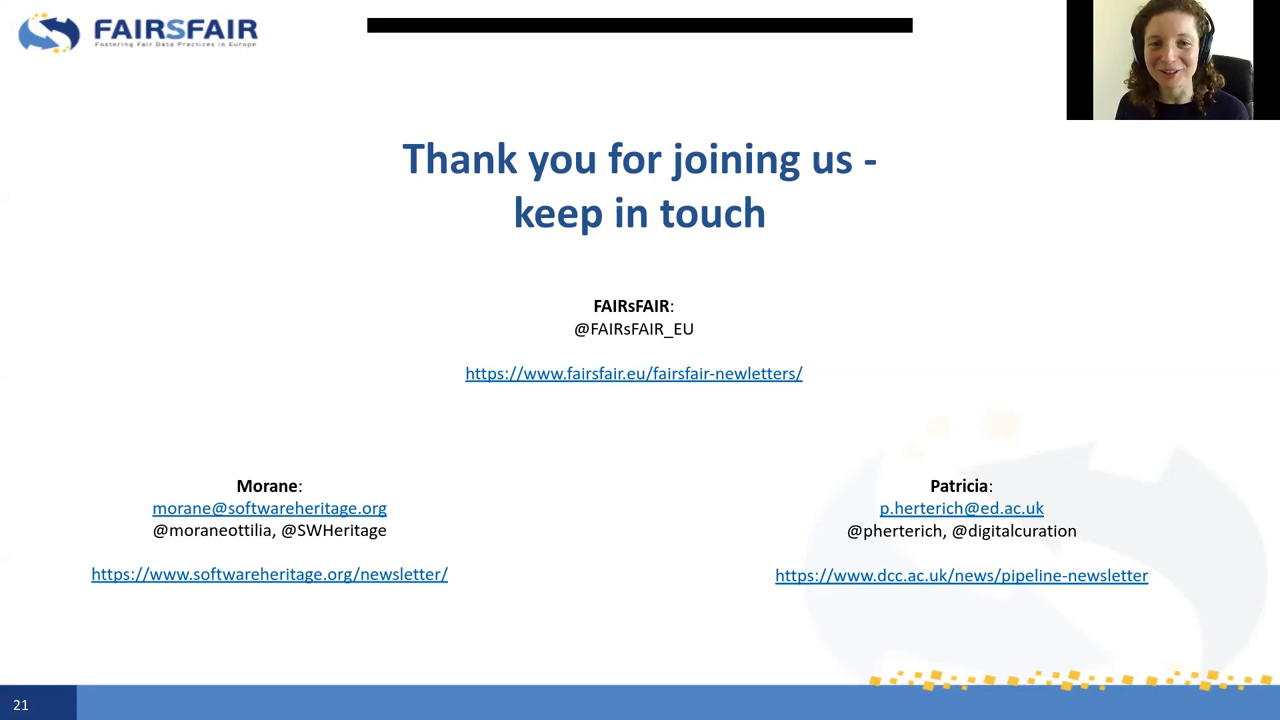 FAIRSFAIR
Fostering Fair Data Practices in Europe
Thank you for joining us -
keep in touch
FAIRsFAIR:
@FAIRsFAIR_EU
https://www.fairsfair.eu/fairsfair-newletters/
Morane:
morane@softwareheritage.org
@moraneottilia, @SWHeritage
https://www.softwareheritage.org/newsletter/
Patricia:
p.herterich@ed.ac.uk
@pherterich, @digitalcuration
https://www.dcc.ac.uk/news/pipeline-newsletter
21